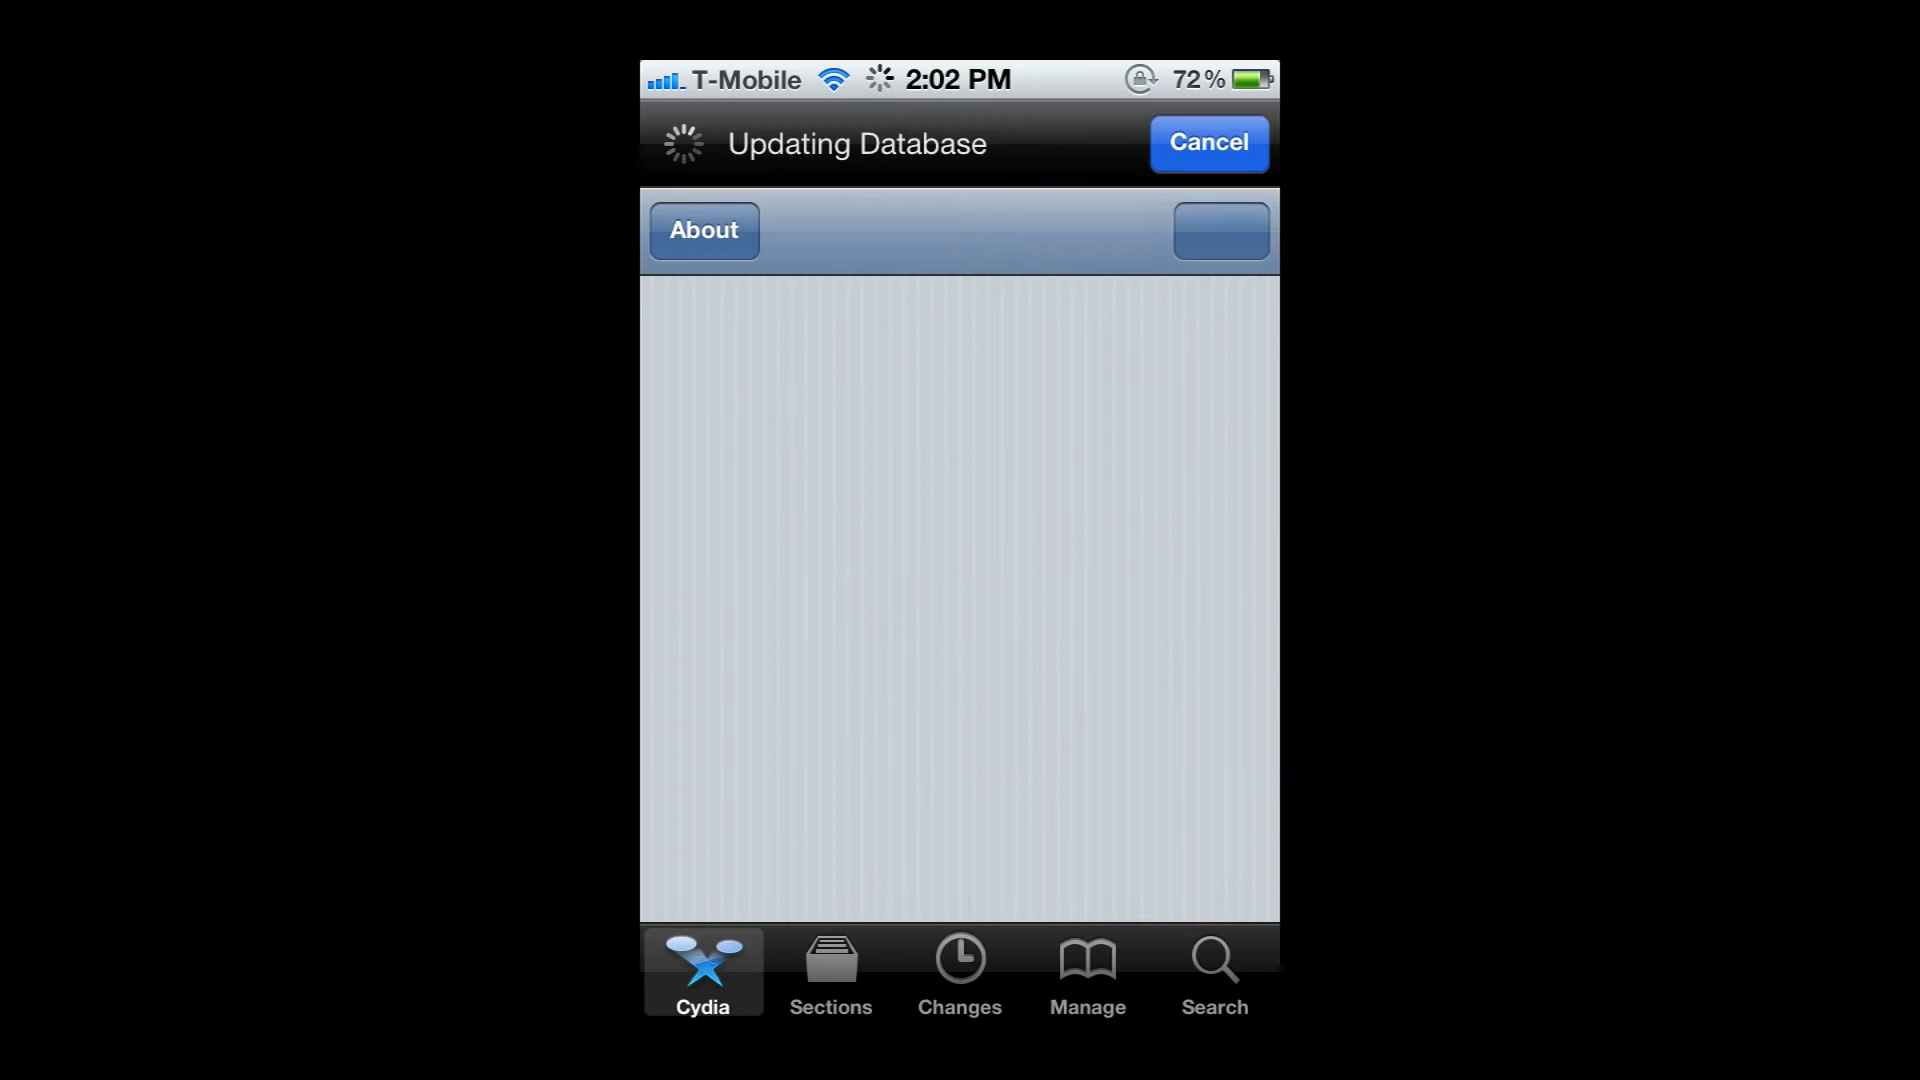 T-Mobile 2:02 PM 72%
Updating Database Cancel
About
Cydia Sections Changes Manage Search